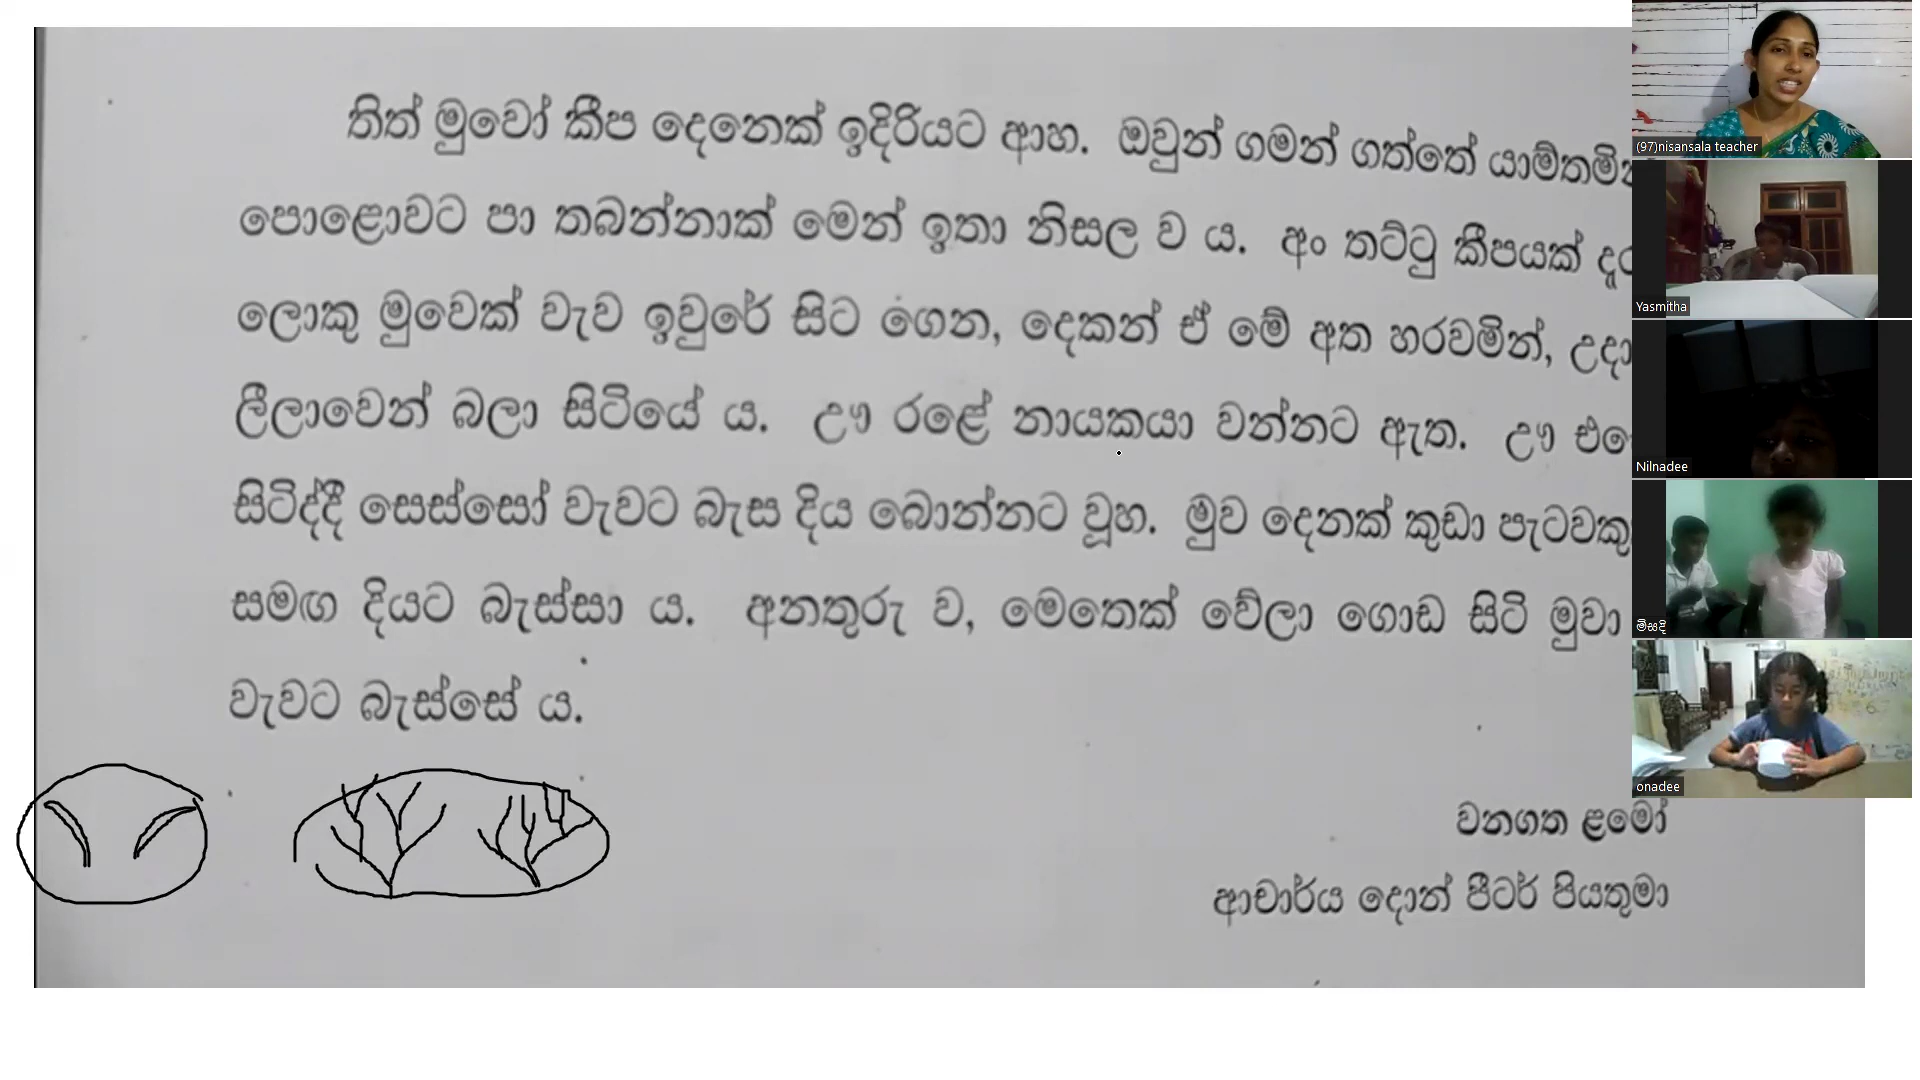 තිත් මුවෝ කීප දෙනෙක් ඉදිරියට ආහ. ඔවුන් ගමන් ගත්තේ
පොළොවට පා තබන්නාක් මෙන් ඉතා නිසල ව ය. අං තට්ටු කීපයක්
ලොකු මුවෙක් වැව ඉවුරේ සිට ගෙන, දෙකන් ඒ මේ අත හරවමින්,
ලීලාවෙන් බලා සිටියේ ය. ඌ රළේ නායකයා වන්නට ඇත. ඌ
සිටිද්දී සෙස්සෝ වැවට බැස දිය බොන්නට වූහ. මුව දෙනක් කුඩා
සමඟ දියට බැස්සා ය. අනතුරු ව, මෙතෙක් වේලා ගොඩ සිටි මුවා
වැවට බැස්සේ ය.
වනගත ළමෝ
ආචාර්ය දොන් පීටර් පියතුමා
(97)nisansala teacher
Yasmitha
Nilnadee
onadee